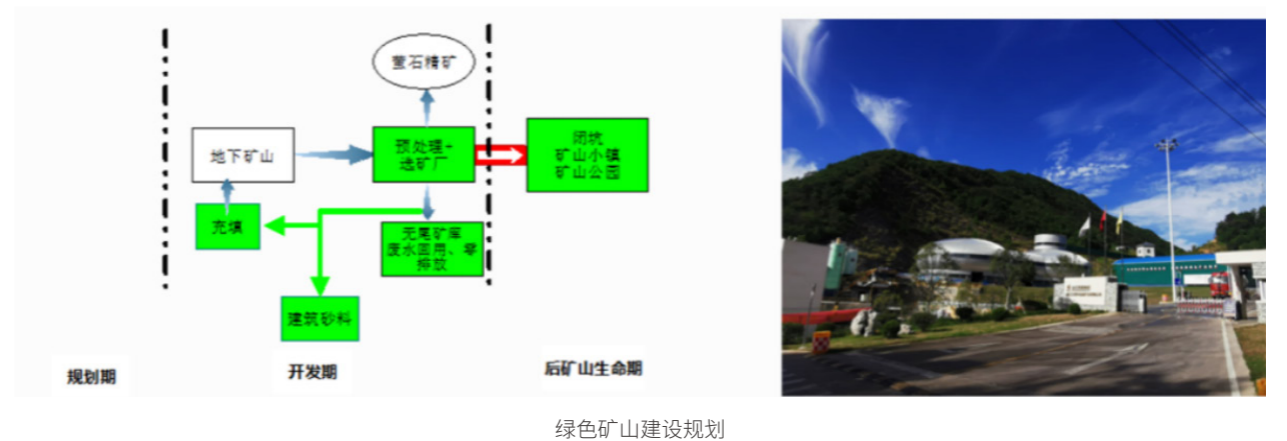 萤石精矿
地下矿山
预处理+
选矿厂
闭坑
矿山小镇
矿山公园
充填
无尾矿库
废水回用、零
排放
建筑砂料
规划期
开发期
后矿山生命期
绿色矿山建设规划